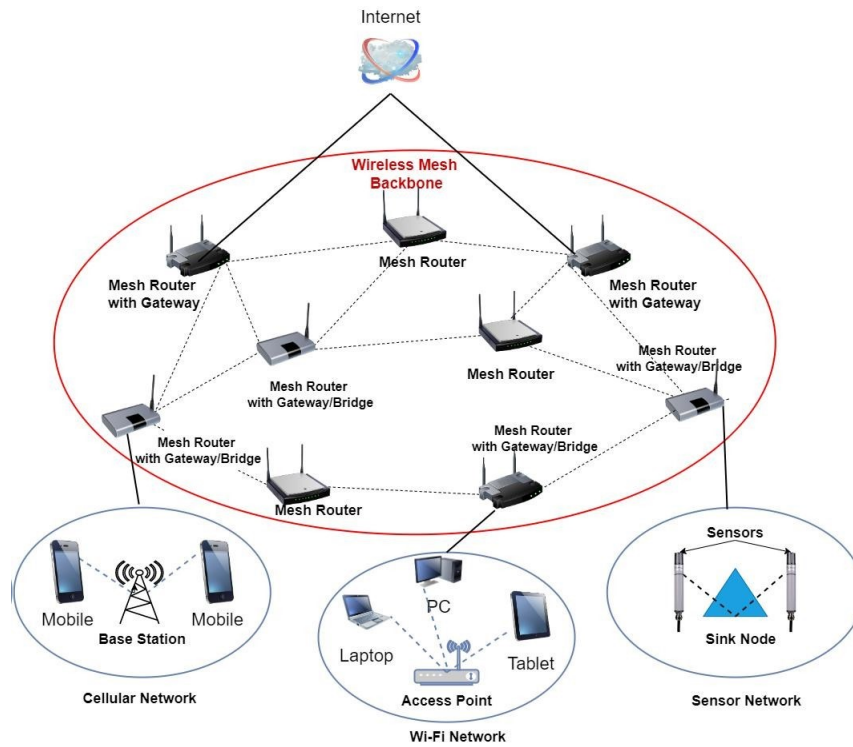 Internet
Wireless Mesh
Backbone
Mesh Router
Mesh Router
with Gateway
Mesh Router
with Gateway
Mesh Router
with Gateway/Bridge
Mesh Router
Mesh Router
with Gateway/Bridge
Mesh Router
with Gateway/Bridge
Mesh Router
with Gateway/Bridge
Mesh Router
Sensors
Mobile
Mobile
Base Station
PC
Laptop
Tablet
Access Point
Sink Node
Cellular Network
Wi-Fi Network
Sensor Network